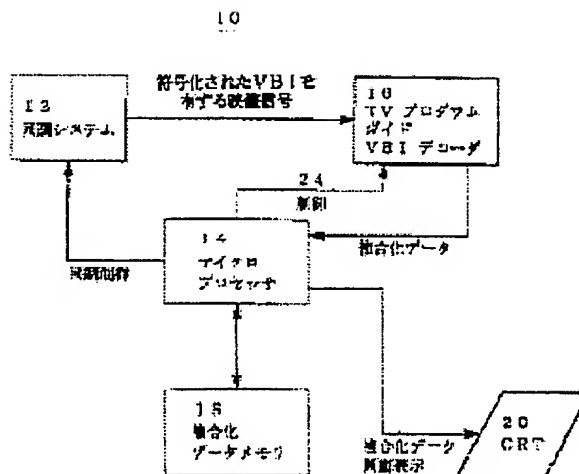 10
符号化されたVBIを
有する映像信号
12
同調システム
16
TV プログラム
ガイド
VBI デコーダ
24
制御
14
マイクロ
プロセッサ
同調制御
複合化データ
18
複合化
データメモリ
複合化データ
画面表示
20
CRT